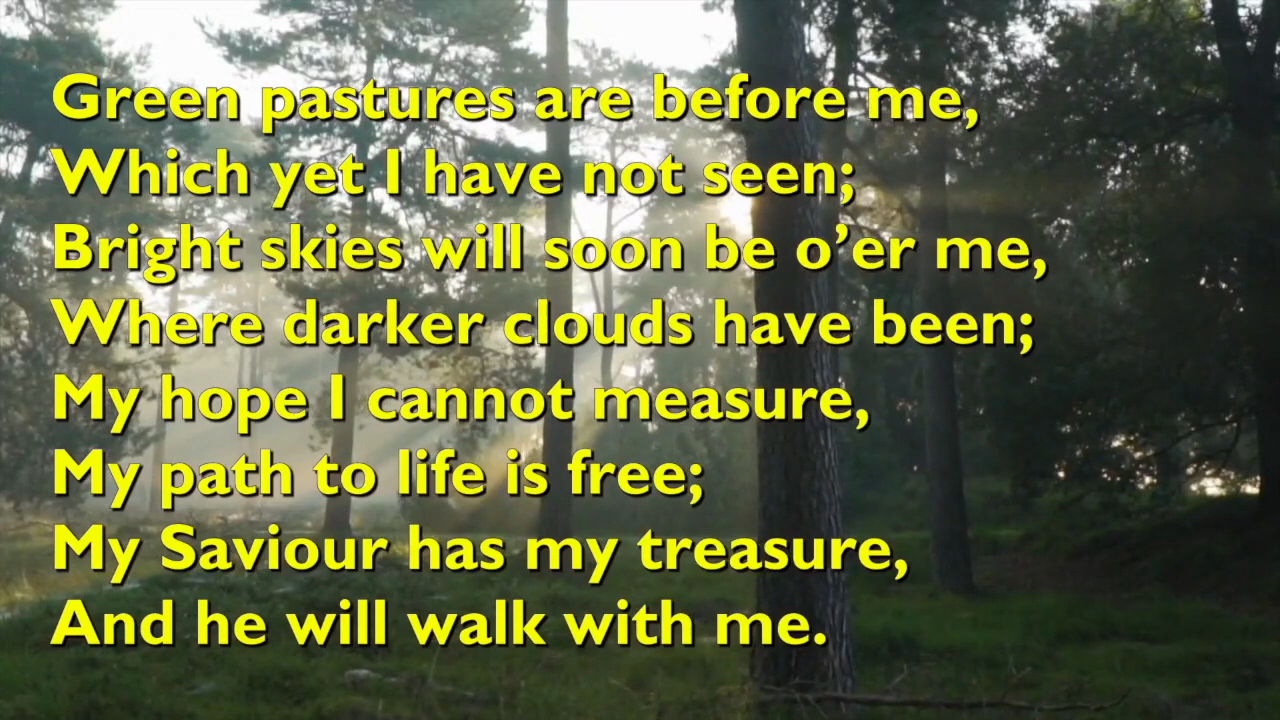 Green pastures are before me,
Which yet I have not seen;
Bright skies will soon be o’er me,
Where darker clouds have been;
My hope I cannot measure,
My path to life is free;
My Saviour has my treasure,
And he will walk with me.